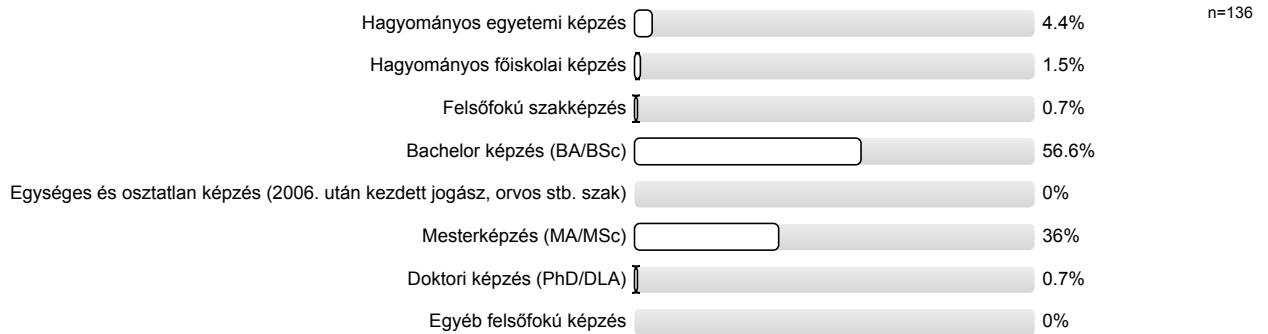 n=136
Hagyományos egyetemi képzés 4.4%
Hagyományos főiskolai képzés 1.5%
Felsőfokú szakképzés 0.7%
Bachelor képzés (BA/BSc) 56.6%
Egységes és osztatlan képzés (2006. után kezdett jogász, orvos stb. szak) 0%
Mesterképzés (MA/MSc) 36%
Doktori képzés (PhD/DLA) 0.7%
Egyéb felsőfokú képzés 0%